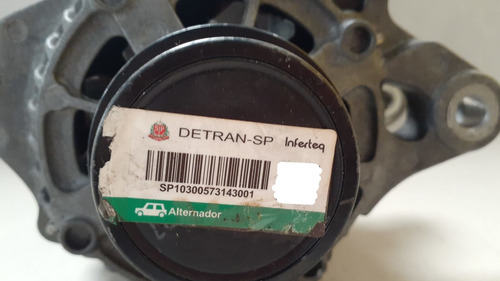 DETRAN-SP Inferteq
SP10300573143001
Alternador